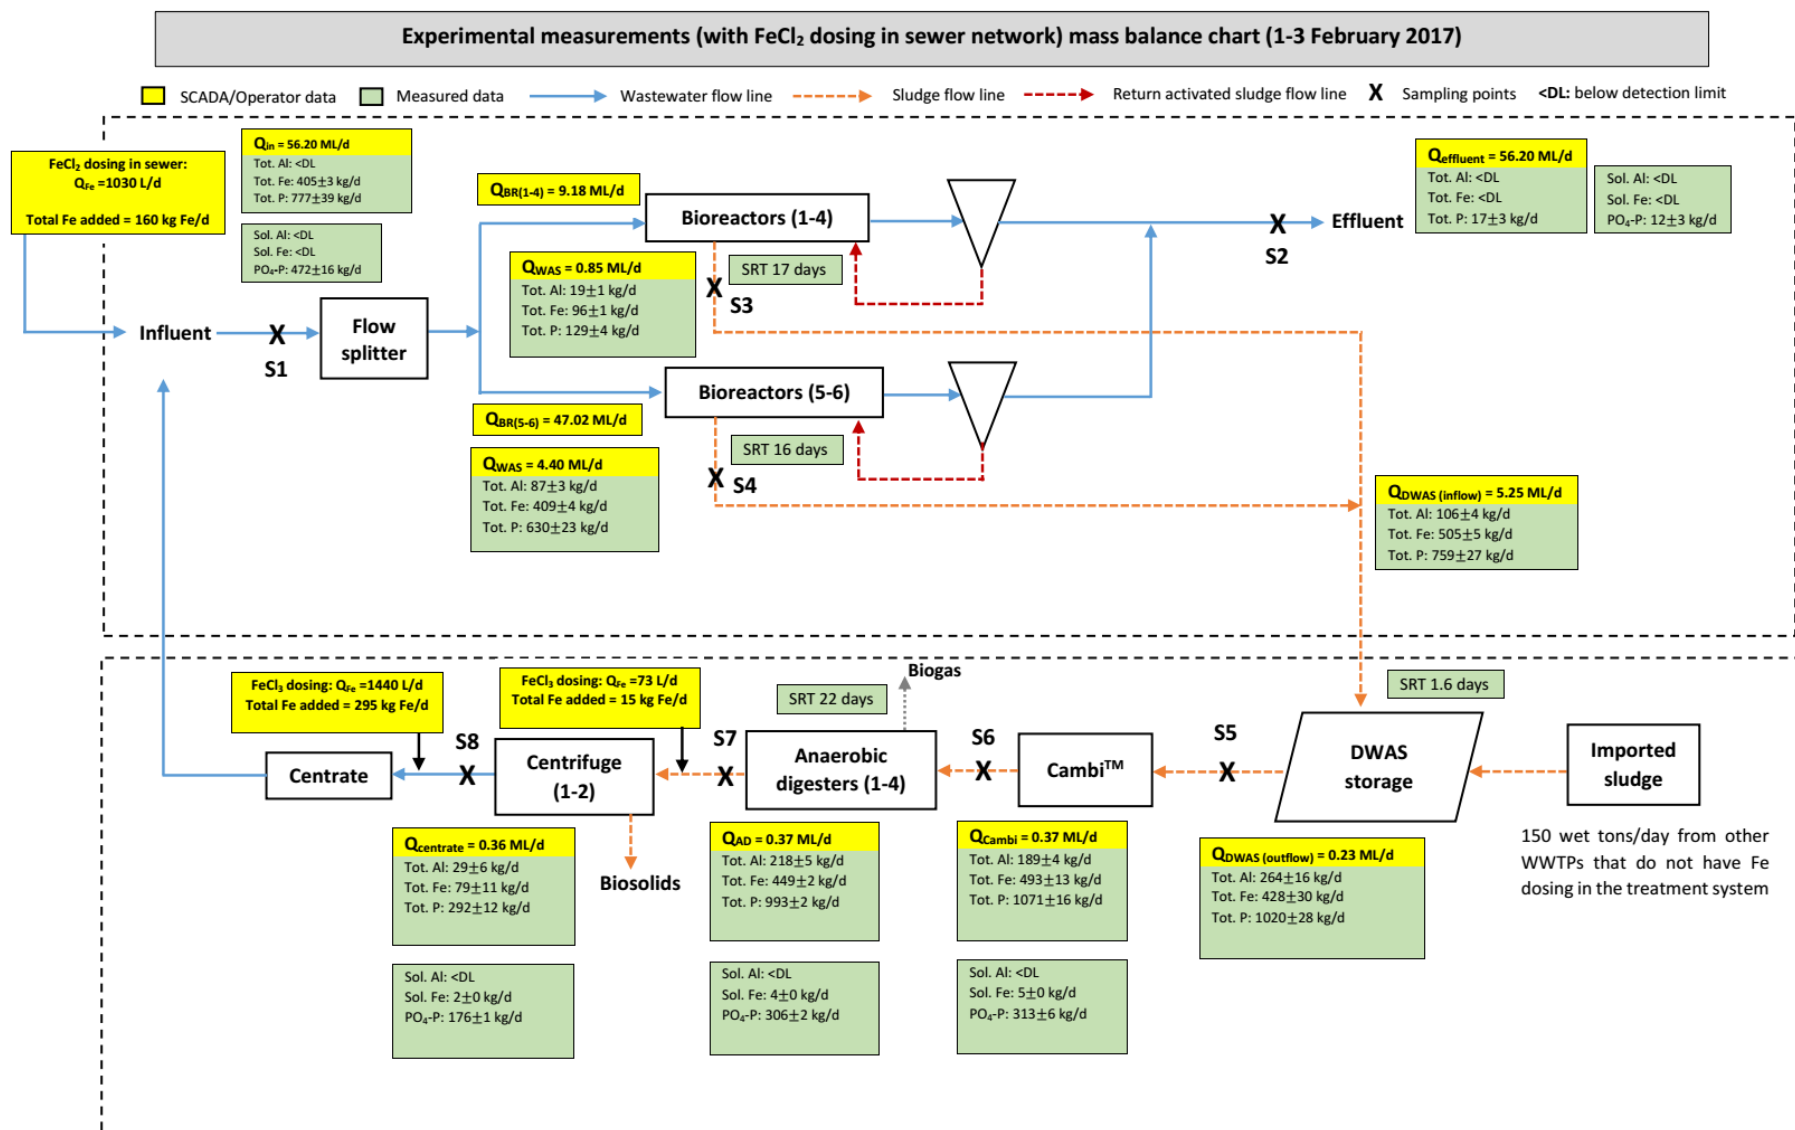 Experimental measurements (with FeCl₂ dosing in sewer network) mass balance chart (1-3 February 2017)
SCADA/Operator data
Measured data
Wastewater flow line
Sludge flow line
Return activated sludge flow line
X Sampling points
<DL: below detection limit
FeCl₂ dosing in sewer:
Q_Fe =1030 L/d
Total Fe added = 160 kg Fe/d
Q_in = 56.20 ML/d
Tot. Al: <DL
Tot. Fe: 405±3 kg/d
Tot. P: 777±39 kg/d
Sol. Al: <DL
Sol. Fe: <DL
PO₄-P: 472±16 kg/d
Q_BR(1-4) = 9.18 ML/d
Bioreactors (1-4)
Q_effluent = 56.20 ML/d
Tot. Al: <DL
Tot. Fe: <DL
Tot. P: 17±3 kg/d
Sol. Al: <DL
Sol. Fe: <DL
PO₄-P: 12±3 kg/d
X
S2
Effluent
Q_WAS = 0.85 ML/d
Tot. Al: 19±1 kg/d
Tot. Fe: 96±1 kg/d
Tot. P: 129±4 kg/d
SRT 17 days
X
S3
Influent
X
S1
Flow
splitter
Bioreactors (5-6)
Q_BR(5-6) = 47.02 ML/d
SRT 16 days
Q_WAS = 4.40 ML/d
Tot. Al: 87±3 kg/d
Tot. Fe: 409±4 kg/d
Tot. P: 630±23 kg/d
X
S4
Q_DWAS (inflow) = 5.25 ML/d
Tot. Al: 106±4 kg/d
Tot. Fe: 505±5 kg/d
Tot. P: 759±27 kg/d
FeCl₃ dosing: Q_Fe =1440 L/d
Total Fe added = 295 kg Fe/d
FeCl₃ dosing: Q_Fe =73 L/d
Total Fe added = 15 kg Fe/d
Biogas
SRT 22 days
SRT 1.6 days
Centrate
S8
X
Centrifuge
(1-2)
S7
X
Anaerobic
digesters (1-4)
S6
X
Cambi™
S5
X
DWAS
storage
Imported
sludge
150 wet tons/day from other
WWTPs that do not have Fe
dosing in the treatment system
Q_centrate = 0.36 ML/d
Tot. Al: 29±6 kg/d
Tot. Fe: 79±11 kg/d
Tot. P: 292±12 kg/d
Biosolids
Q_AD = 0.37 ML/d
Tot. Al: 218±5 kg/d
Tot. Fe: 449±2 kg/d
Tot. P: 993±2 kg/d
Q_Cambi = 0.37 ML/d
Tot. Al: 189±4 kg/d
Tot. Fe: 493±13 kg/d
Tot. P: 1071±16 kg/d
Q_DWAS (outflow) = 0.23 ML/d
Tot. Al: 264±16 kg/d
Tot. Fe: 428±30 kg/d
Tot. P: 1020±28 kg/d
Sol. Al: <DL
Sol. Fe: 2±0 kg/d
PO₄-P: 176±1 kg/d
Sol. Al: <DL
Sol. Fe: 4±0 kg/d
PO₄-P: 306±2 kg/d
Sol. Al: <DL
Sol. Fe: 5±0 kg/d
PO₄-P: 313±6 kg/d